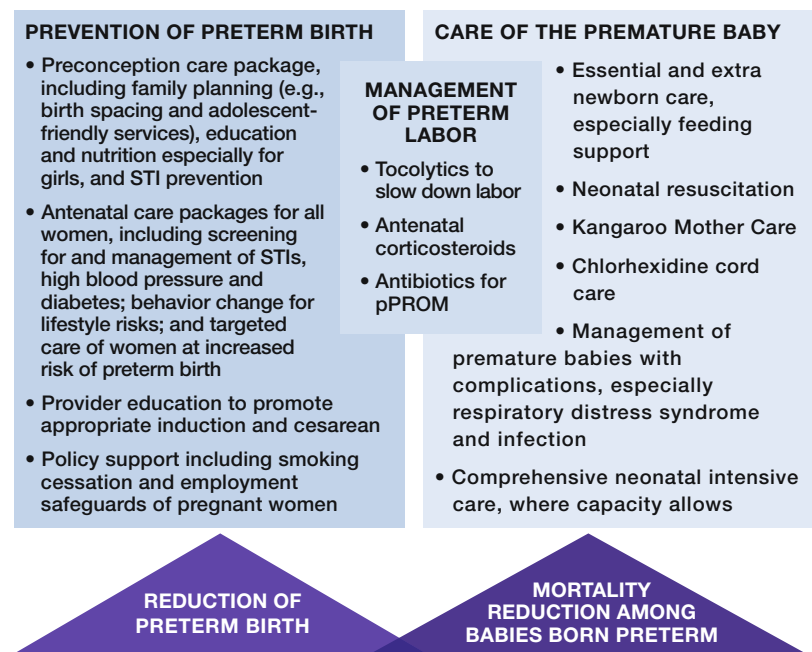 PREVENTION OF PRETERM BIRTH
• Preconception care package,
including family planning (e.g.,
birth spacing and adolescent-
friendly services), education
and nutrition especially for
girls, and STI prevention
• Antenatal care packages for all
women, including screening
for and management of STIs,
high blood pressure and
diabetes; behavior change for
lifestyle risks; and targeted
care of women at increased
risk of preterm birth
• Provider education to promote
appropriate induction and cesarean
• Policy support including smoking
cessation and employment
safeguards of pregnant women
MANAGEMENT
OF PRETERM
LABOR
• Tocolytics to
slow down labor
• Antenatal
corticosteroids
• Antibiotics for
pPROM
CARE OF THE PREMATURE BABY
• Essential and extra
newborn care,
especially feeding
support
• Neonatal resuscitation
• Kangaroo Mother Care
• Chlorhexidine cord
care
• Management of
premature babies with
complications, especially
respiratory distress syndrome
and infection
• Comprehensive neonatal intensive
care, where capacity allows
REDUCTION OF
PRETERM BIRTH
MORTALITY
REDUCTION AMONG
BABIES BORN PRETERM